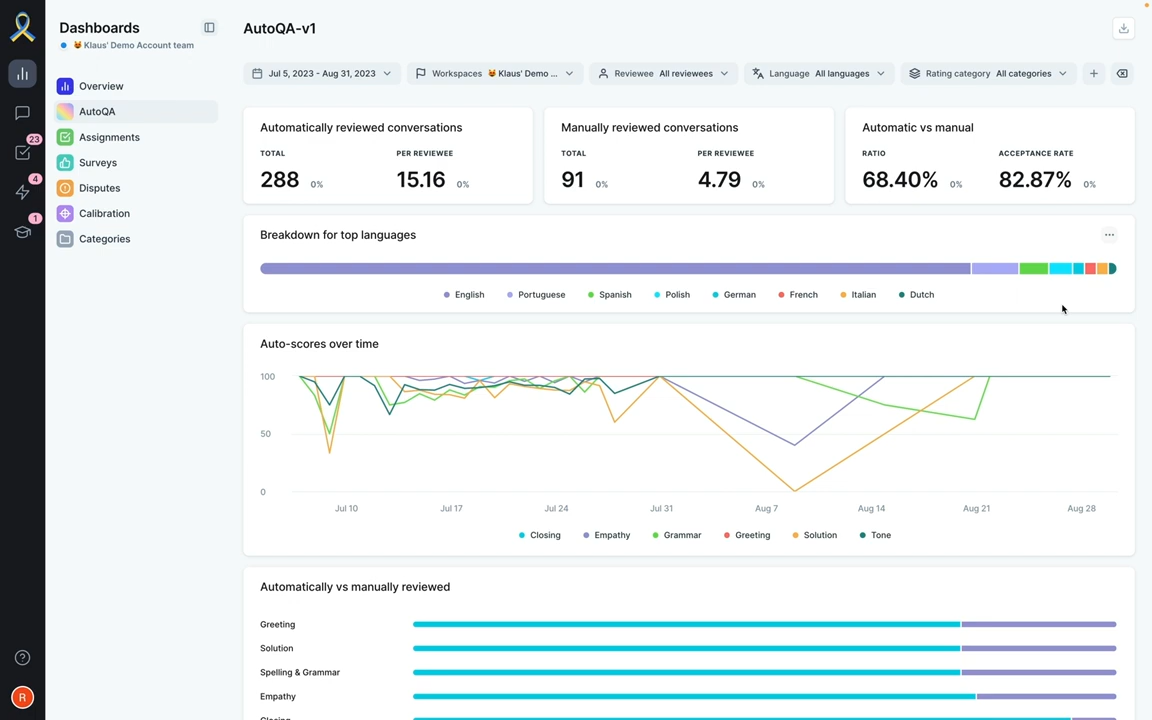 Dashboards
Klaus' Demo Account team
23
4
1
R
Overview
AutoQA
Assignments
Surveys
Disputes
Calibration
Categories
AutoQA-v1
Jul 5, 2023 - Aug 31, 2023
Workspaces Klaus' Demo ...
Reviewee All reviewees
Language All languages
Rating category All categories
Automatically reviewed conversations
TOTAL PER REVIEWEE
288 0% 15.16 0%
Manually reviewed conversations
TOTAL PER REVIEWEE
91 0% 4.79 0%
Automatic vs manual
RATIO ACCEPTANCE RATE
68.40% 0% 82.87% 0%
Breakdown for top languages
English Portuguese Spanish Polish German French Italian Dutch
Auto-scores over time
100
50
0
Jul 10 Jul 17 Jul 24 Jul 31 Aug 7 Aug 14 Aug 21 Aug 28
Closing Empathy Grammar Greeting Solution Tone
Automatically vs manually reviewed
Greeting
Solution
Spelling & Grammar
Empathy